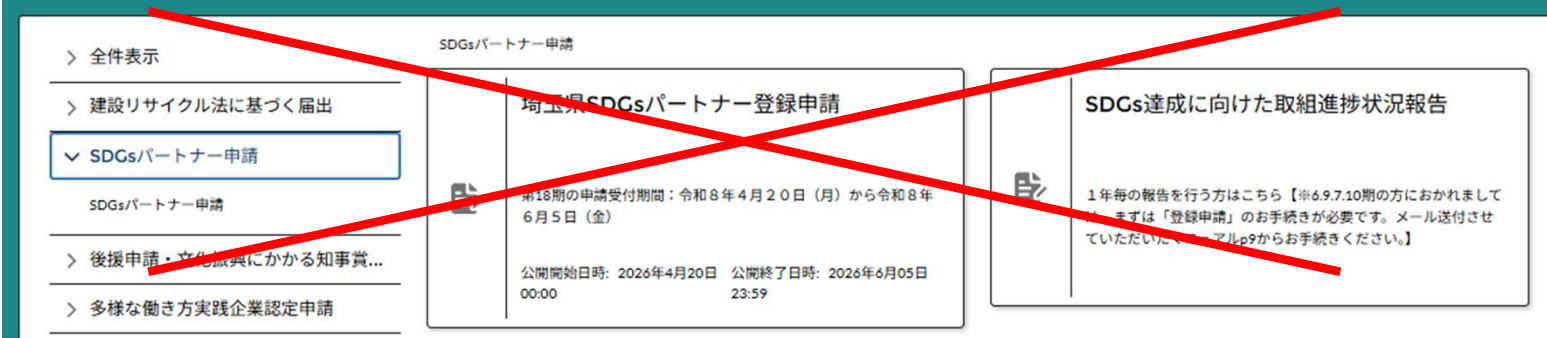 全件表示
建設リサイクル法に基づく届出
SDGsパートナー申請
SDGsパートナー申請
後援申請・文化振興にかかる知事賞...
多様な働き方実践企業認定申請
SDGsパートナー申請
埼玉県SDGsパートナー登録申請
第18期の申請受付期間：令和８年４月２０日（月）から令和８年
６月５日（金）
公開開始日時: 2026年4月20日
00:00
公開終了日時: 2026年6月05日
23:59
SDGs達成に向けた取組進捗状況報告
１年毎の報告を行う方はこちら【※6.9.7.10期の方におかれまして
は、まずは「登録申請」のお手続きが必要です。メール送付させ
ていただいたマニュアルp9からお手続きください。】